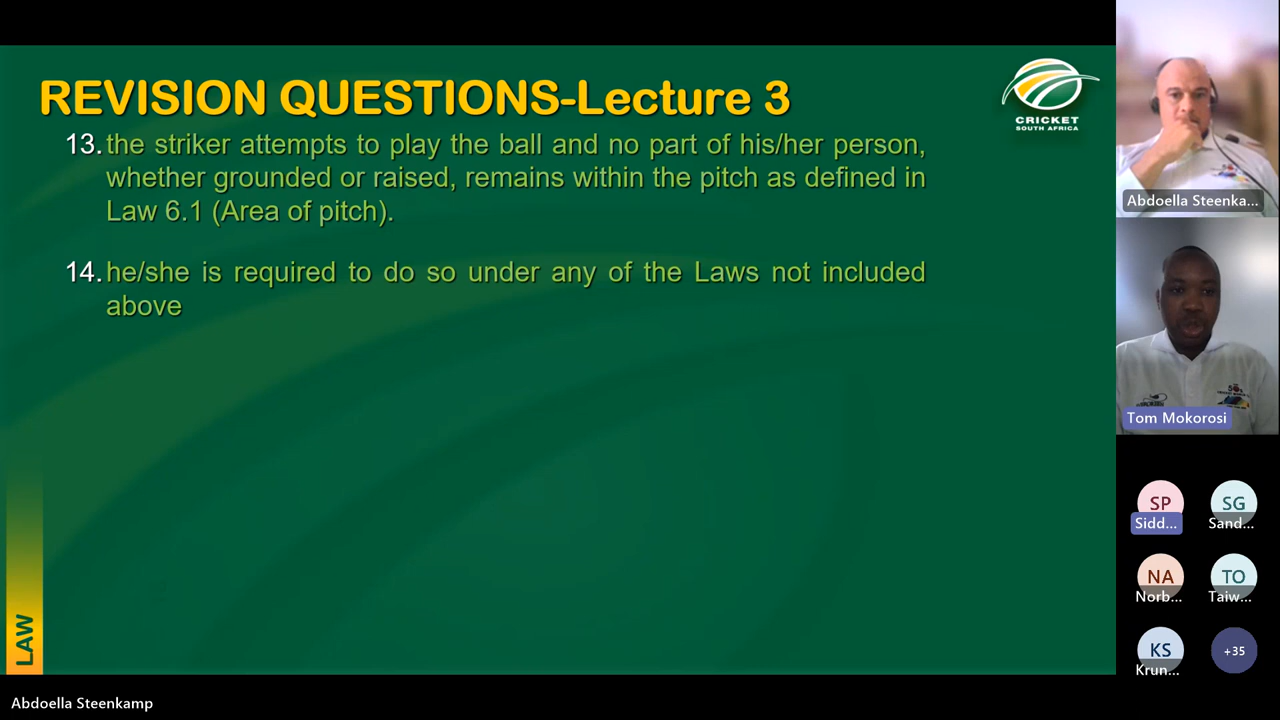 REVISION QUESTIONS-Lecture 3
CRICKET
SOUTH AFRICA
13. the striker attempts to play the ball and no part of his/her person,
whether grounded or raised, remains within the pitch as defined in
Law 6.1 (Area of pitch).
14. he/she is required to do so under any of the Laws not included
above
LAW
Abdoella Steenkamp
Abdoella Steenka...
Tom Mokorosi
SP
Sidd...
SG
Sand...
NA
Norb...
TO
Taiw...
KS
Krun...
+35